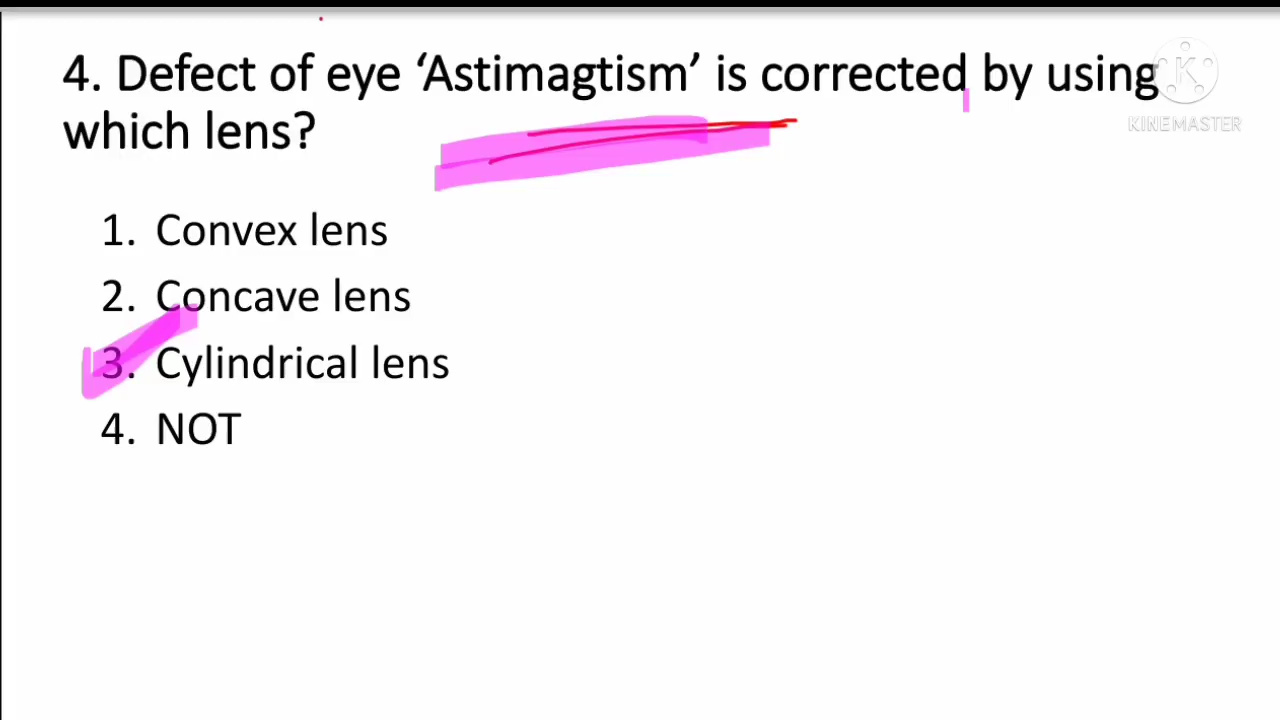 4. Defect of eye ‘Astimagtism’ is corrected by using
which lens?
K
KINEMASTER
1. Convex lens
2. Concave lens
3. Cylindrical lens
4. NOT